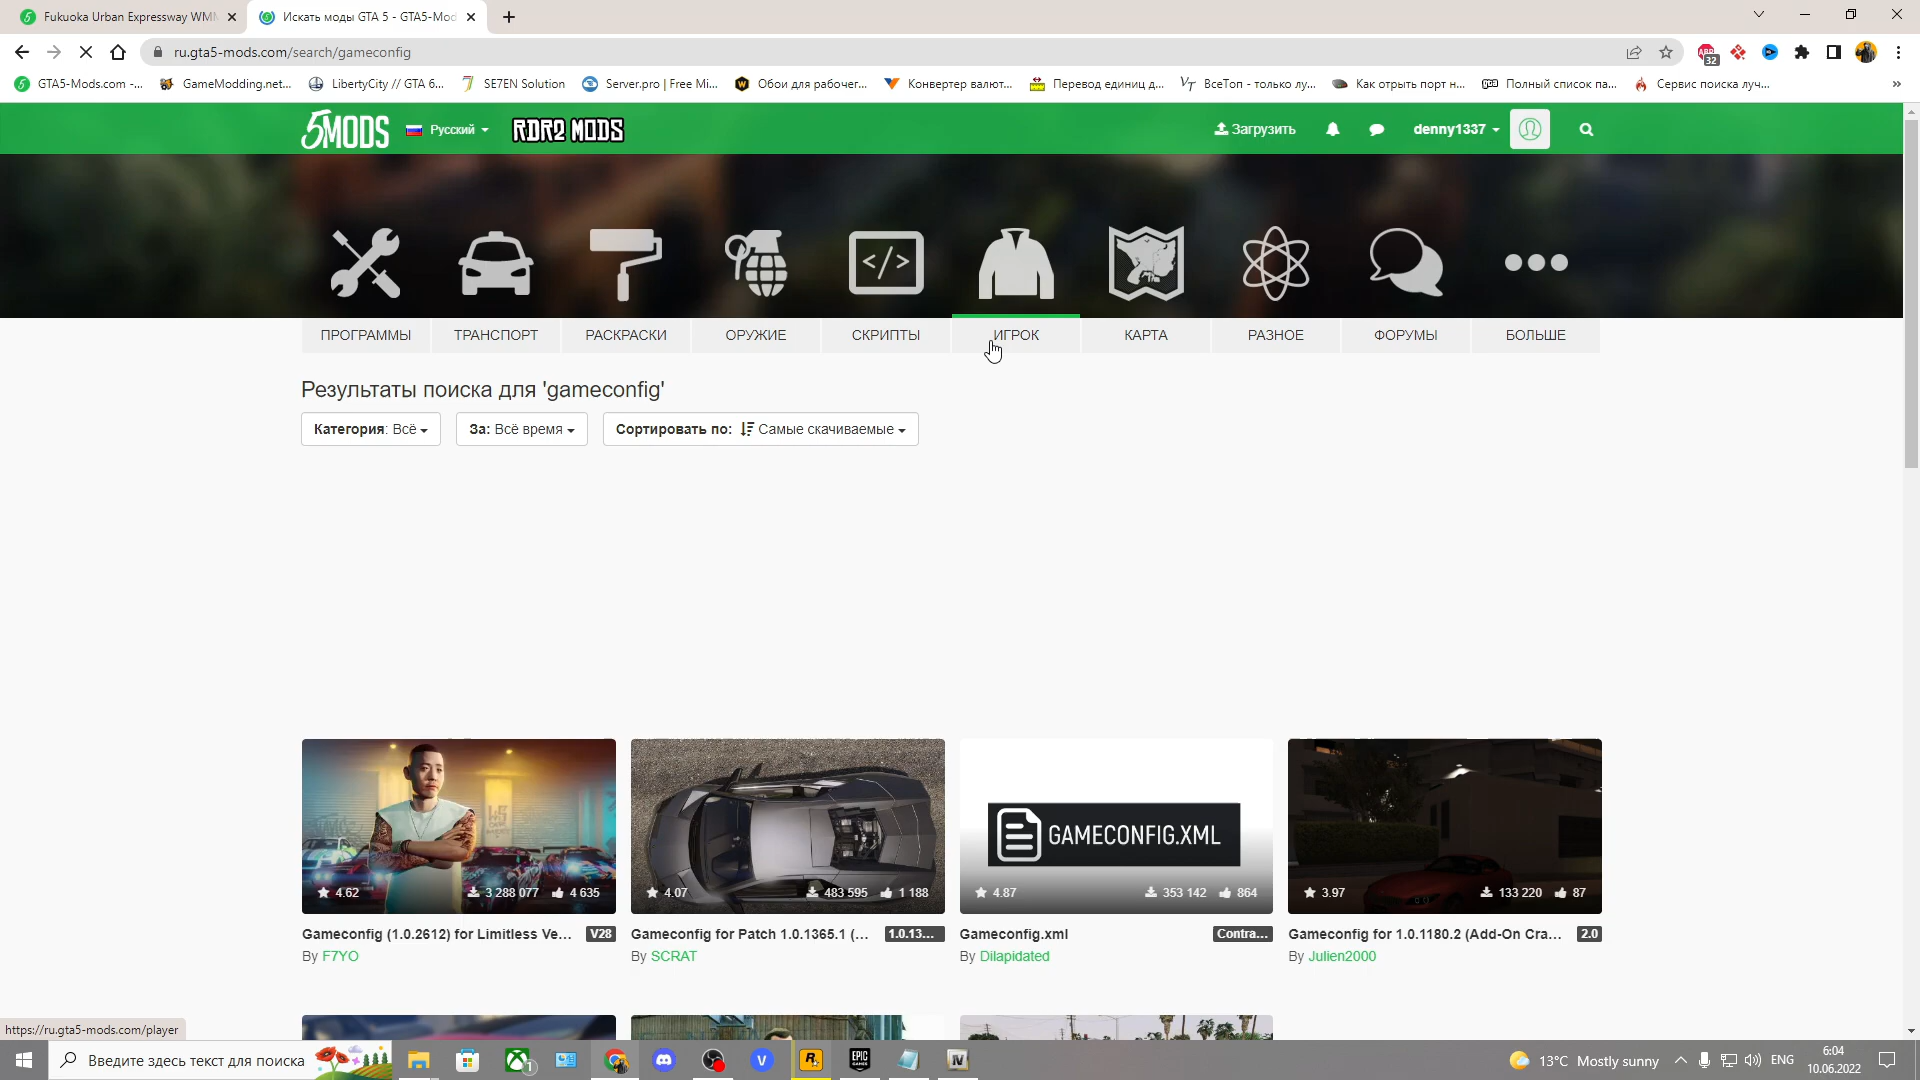 Fukuoka Urban Expressway WMM
Искать моды GTA 5 - GTA5-Mod
ru.gta5-mods.com/search/gameconfig
32
GTA5-Mods.com -...
GameModding.net...
LibertyCity // GTA 6...
SE7EN Solution
Server.pro | Free Mi...
Обои для рабочег...
Конвертер валют...
Перевод единиц д...
ВсеТоп - только лу...
Как отрыть порт н...
Полный список па...
Сервис поиска луч...
5MODS
Русский
RDR2 MODS
Загрузить
denny1337
ПРОГРАММЫ
ТРАНСПОРТ
РАСКРАСКИ
ОРУЖИЕ
СКРИПТЫ
ИГРОК
КАРТА
РАЗНОЕ
ФОРУМЫ
БОЛЬШЕ
Результаты поиска для 'gameconfig'
Категория: Всё
За: Всё время
Сортировать по: Самые скачиваемые
GAMECONFIG.XML
4.62 3 288 077 4 635
4.07 483 595 1 188
4.87 353 142 864
3.97 133 220 87
Gameconfig (1.0.2612) for Limitless Ve... V28
Gameconfig for Patch 1.0.1365.1 (... 1.0.13...
Gameconfig.xml Contra...
Gameconfig for 1.0.1180.2 (Add-On Cra... 2.0
By F7YO
By SCRAT
By Dilapidated
By Julien2000
https://ru.gta5-mods.com/player
Введите здесь текст для поиска
13°C Mostly sunny
ENG
6:04
10.06.2022